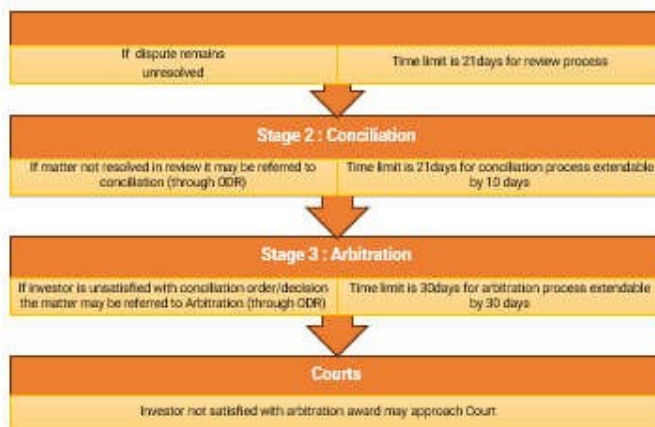 If dispute remains
unresolved
Time limit is 21days for review process
Stage 2 : Conciliation
If matter not resolved in review it may be referred to
conciliation (through ODR)
Time limit is 21days for conciliation process extendable
by 10 days
Stage 3 : Arbitration
If investor is unsatisfied with conciliation order/decision
the matter may be referred to Arbitration (through ODR)
Time limit is 30days for arbitration process extendable
by 30 days
Courts
Investor not satisfied with arbitration award may approach Court